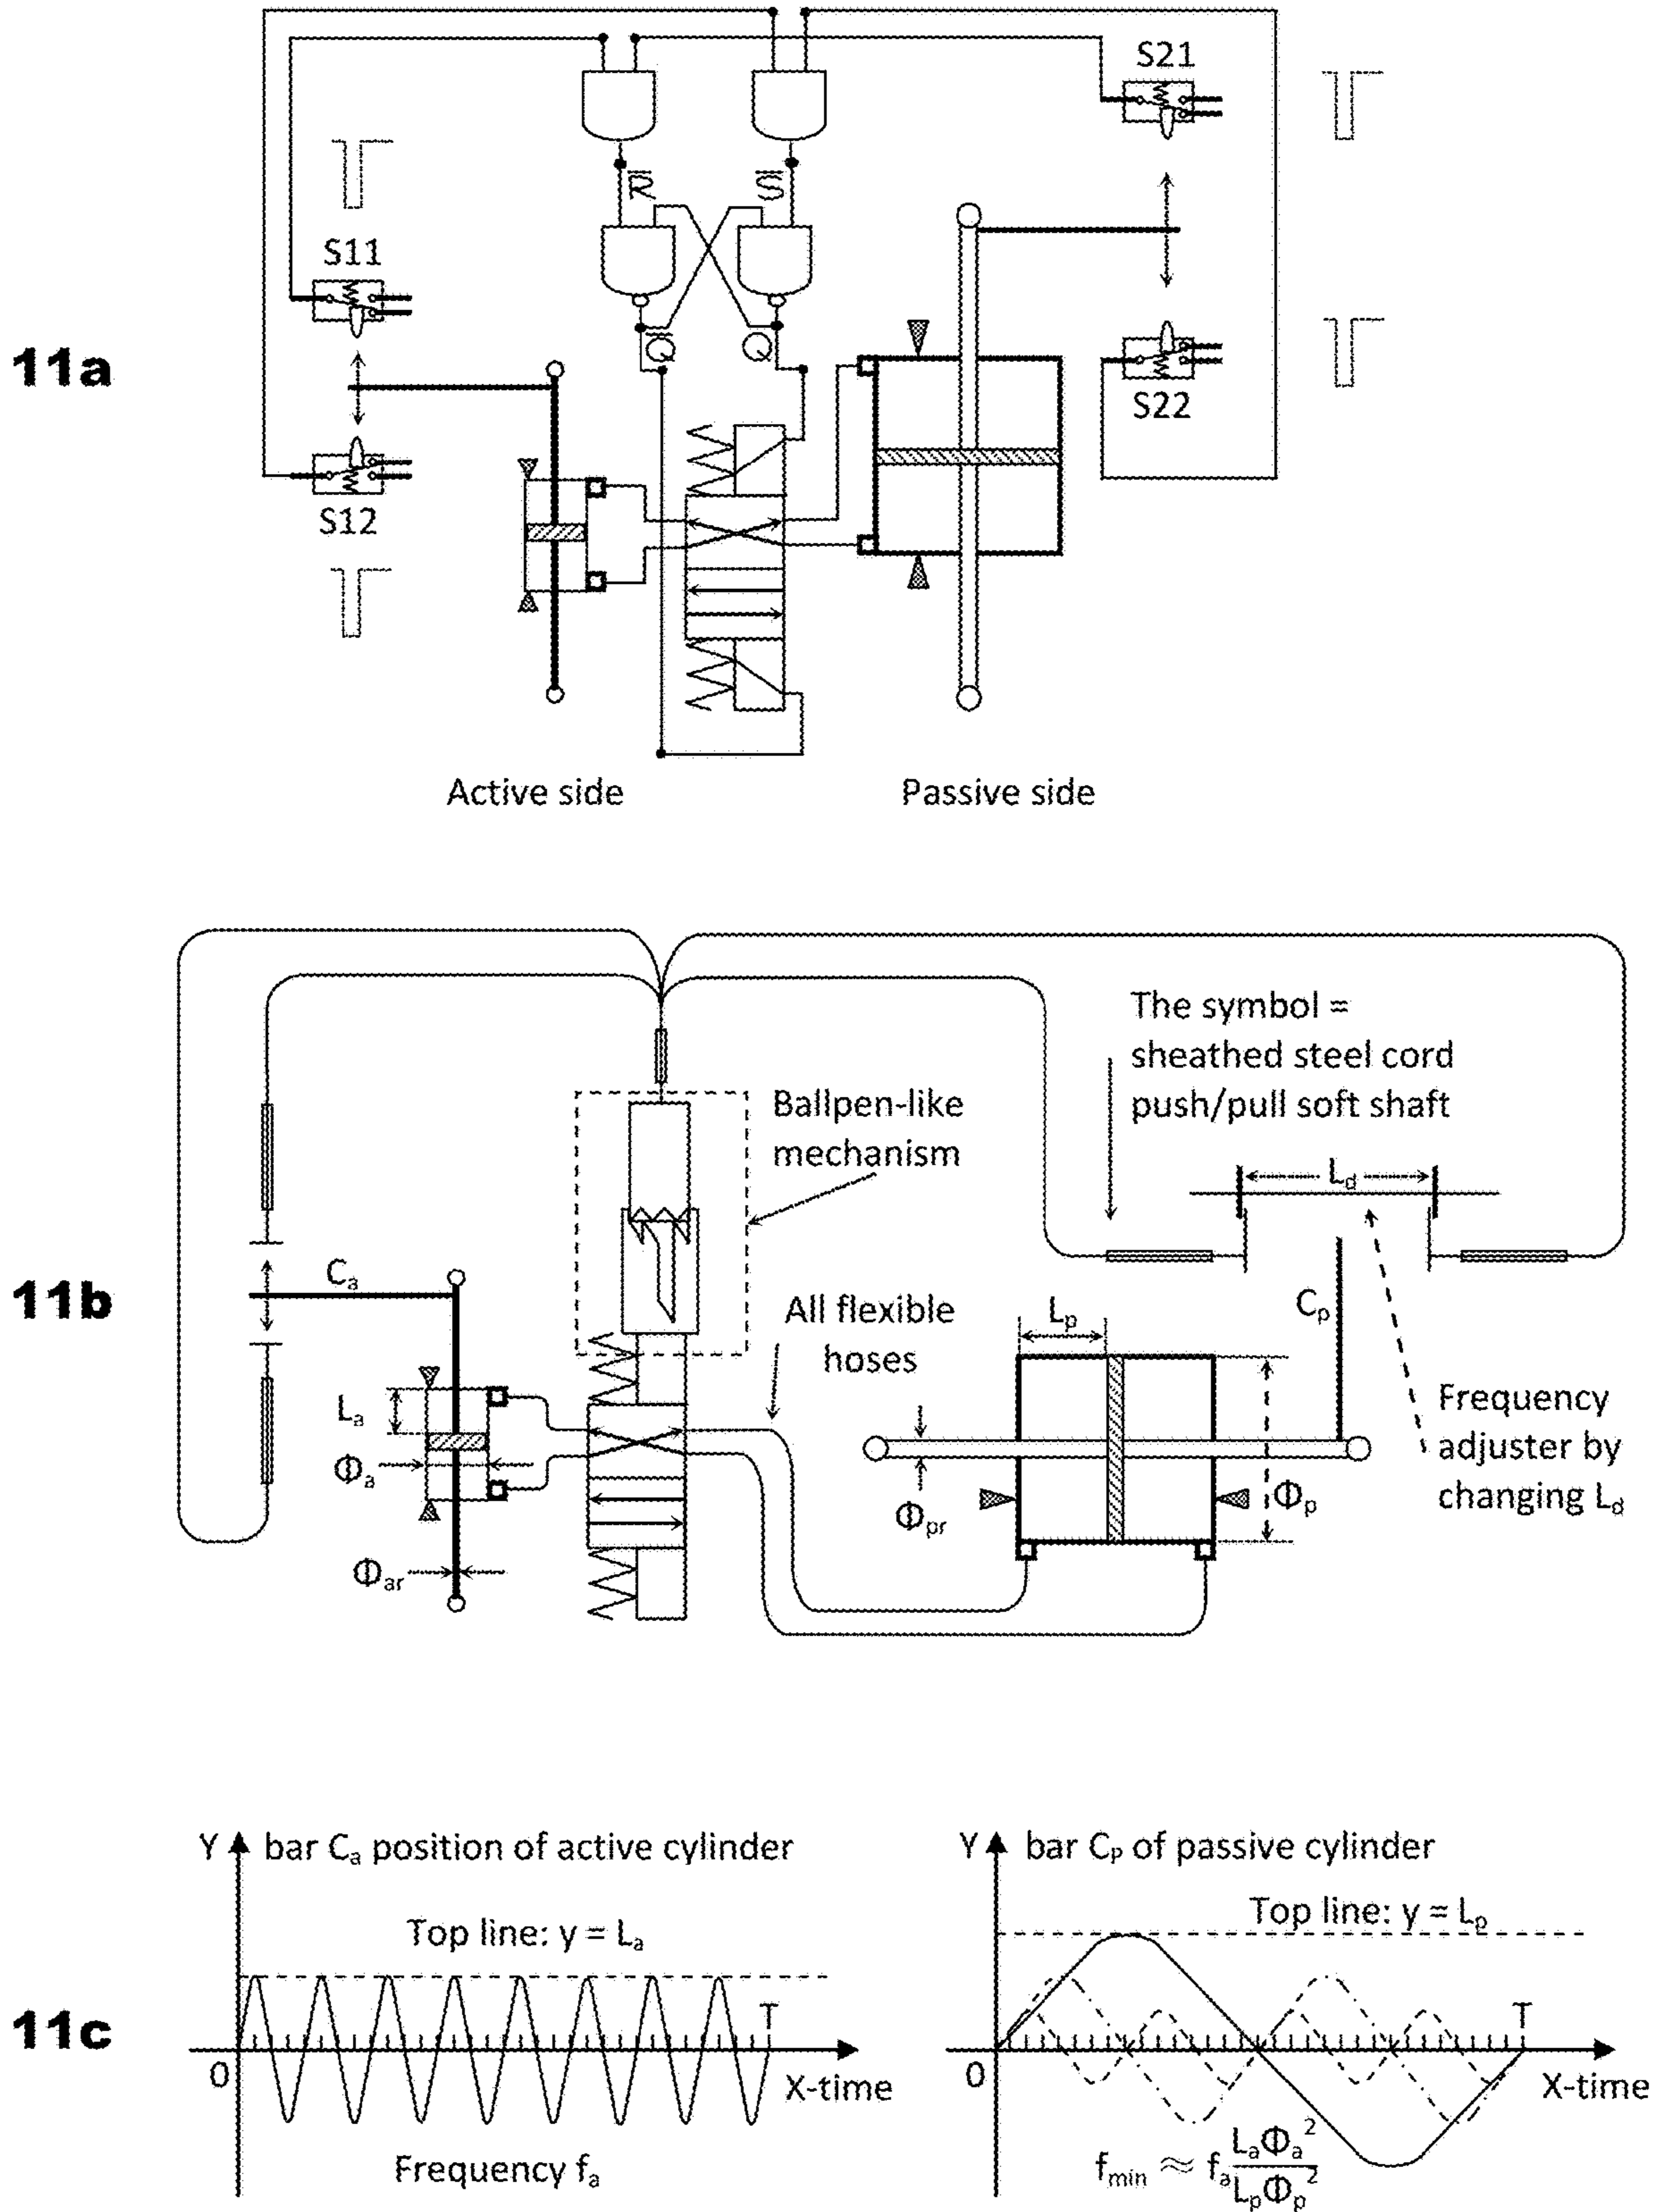 S21
R̅ S̅
S11
11a
Q̅ Q
S22
S12
Active side Passive side
The symbol =
sheathed steel cord
push/pull soft shaft
Ballpen-like
mechanism
Ld
11b
Ca
All flexible
hoses
Lp
Cp
La
Φa
Φpr
Φp
Frequency
adjuster by
changing Ld
Φar
Y bar Ca position of active cylinder
Top line: y = La
T
11c
0
X-time
Frequency fa
Y bar Cp of passive cylinder
Top line: y = Lp
T
0
X-time
fmin ≈ fa LaΦa² / LpΦp²